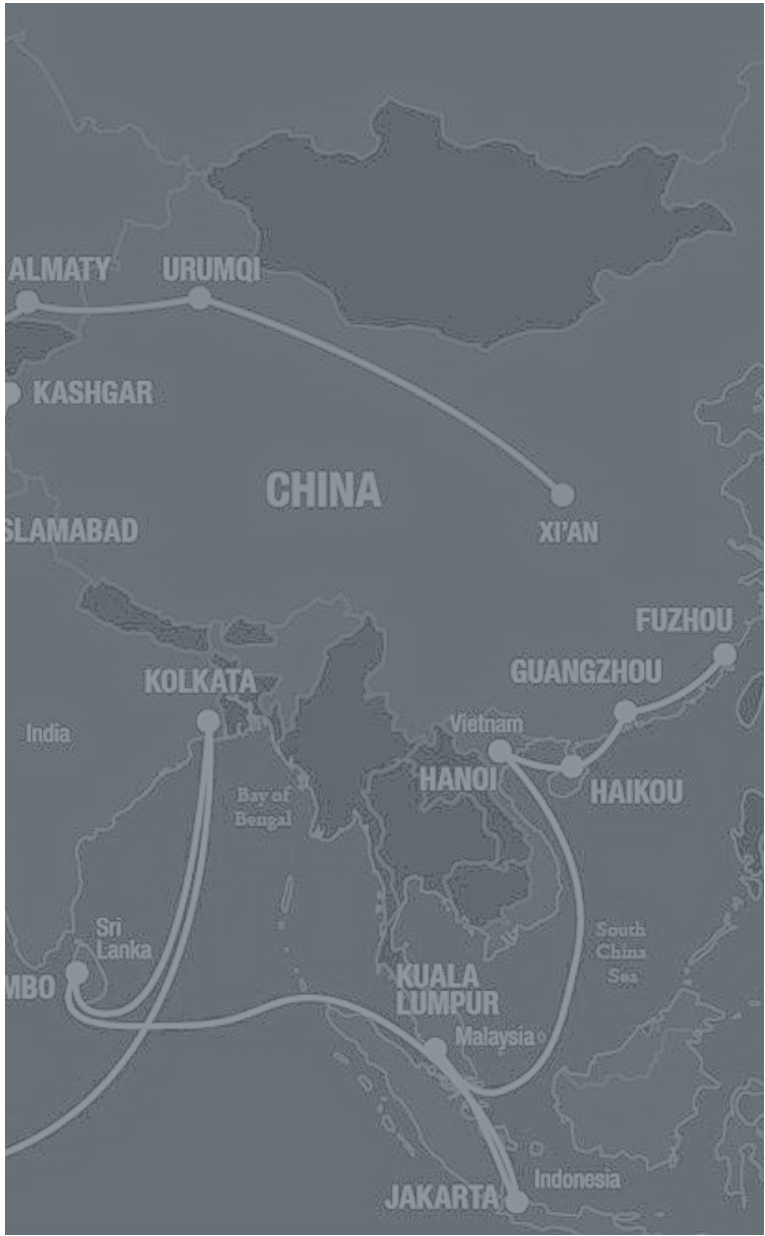 ALMATY
URUMQI
KASHGAR
CHINA
SLAMABAD
XI'AN
FUZHOU
GUANGZHOU
KOLKATA
Vietnam
India
HANOI
HAIKOU
Bay of
Bengal
Sri
Lanka
South
China
Sea
MBO
KUALA
LUMPUR
Malaysia
Indonesia
JAKARTA